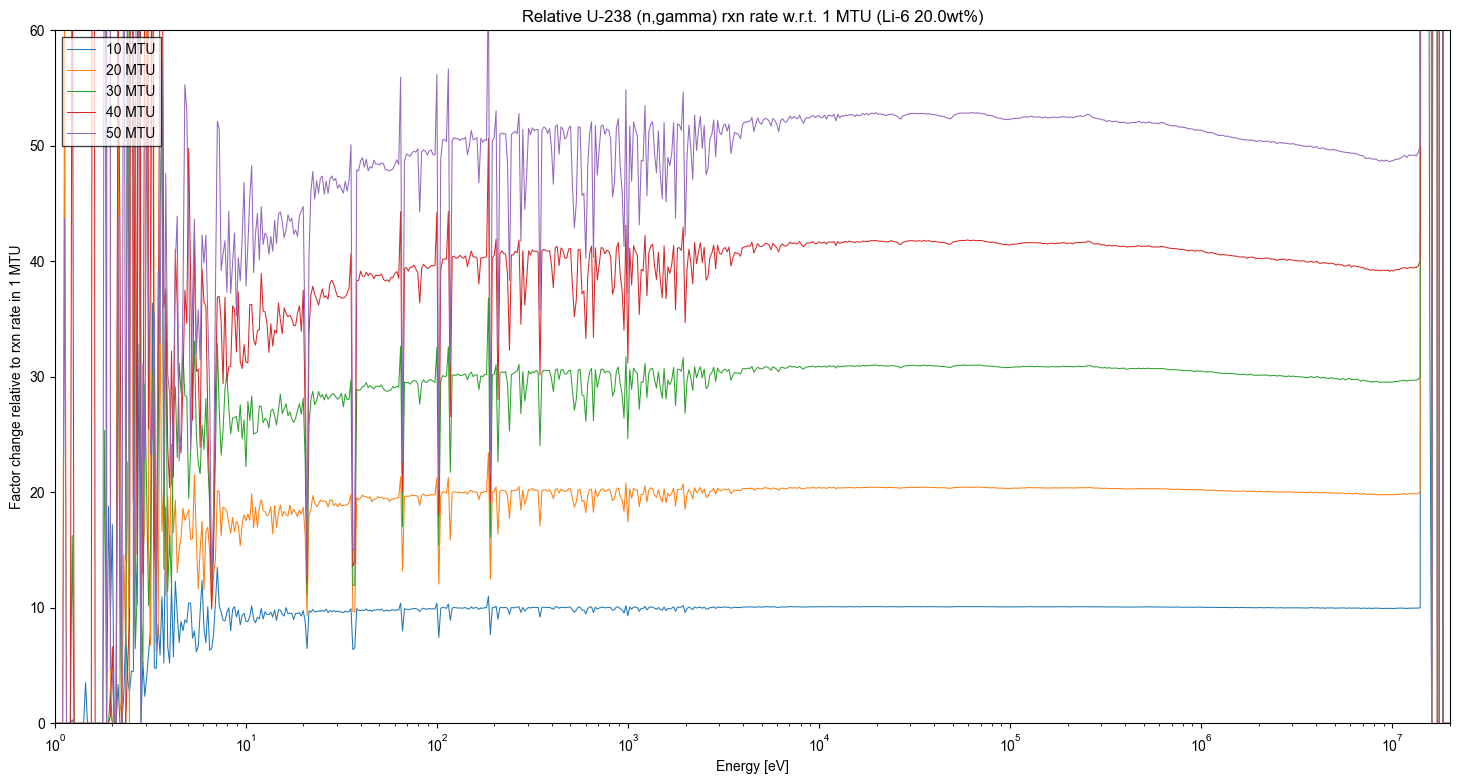 Relative U-238 (n,gamma) rxn rate w.r.t. 1 MTU (Li-6 20.0wt%)
60
10 MTU
20 MTU
30 MTU
40 MTU
50 MTU
50
40
30
20
10
0
Factor change relative to rxn rate in 1 MTU
10⁰ 10¹ 10² 10³ 10⁴ 10⁵ 10⁶ 10⁷
Energy [eV]